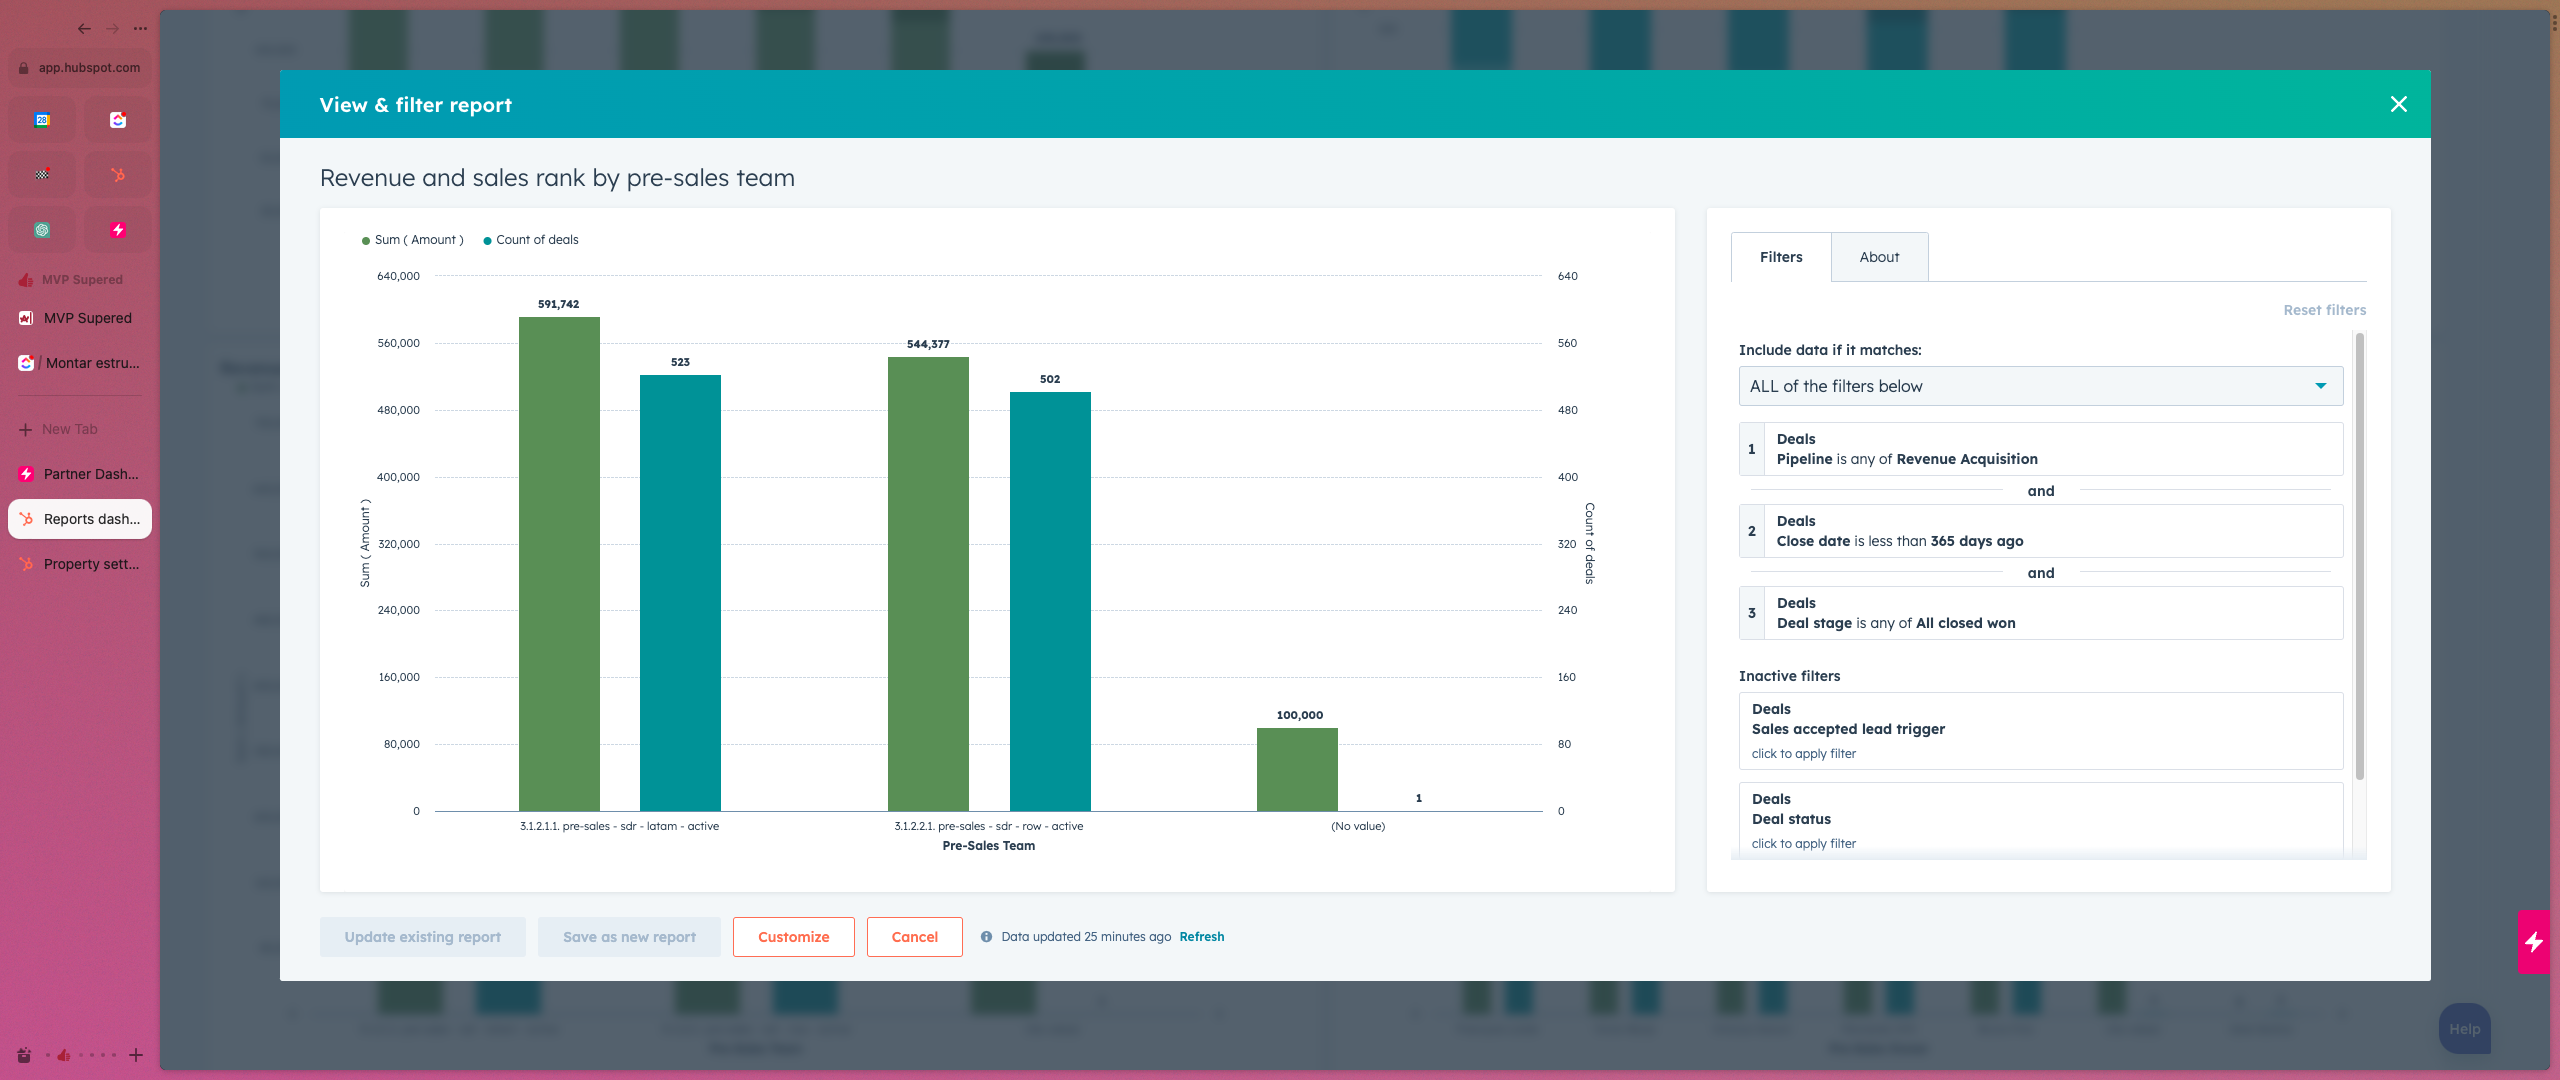 app.hubspot.com
28
MVP Supered
MVP Supered
/ Montar estru...
New Tab
Partner Dash...
Reports dash...
Property sett...
View & filter report
Revenue and sales rank by pre-sales team
Sum ( Amount )
Count of deals
640,000
560,000
480,000
400,000
320,000
240,000
160,000
80,000
0
Sum ( Amount )
591,742
523
544,377
502
100,000
1
640
560
480
400
320
240
160
80
0
Count of deals
3.1.2.1.1. pre-sales - sdr - latam - active
3.1.2.2.1. pre-sales - sdr - row - active
(No value)
Pre-Sales Team
Filters
About
Reset filters
Include data if it matches:
ALL of the filters below
1
Deals
Pipeline is any of Revenue Acquisition
and
2
Deals
Close date is less than 365 days ago
and
3
Deals
Deal stage is any of All closed won
Inactive filters
Deals
Sales accepted lead trigger
click to apply filter
Deals
Deal status
click to apply filter
Update existing report
Save as new report
Customize
Cancel
Data updated 25 minutes ago
Refresh
Help